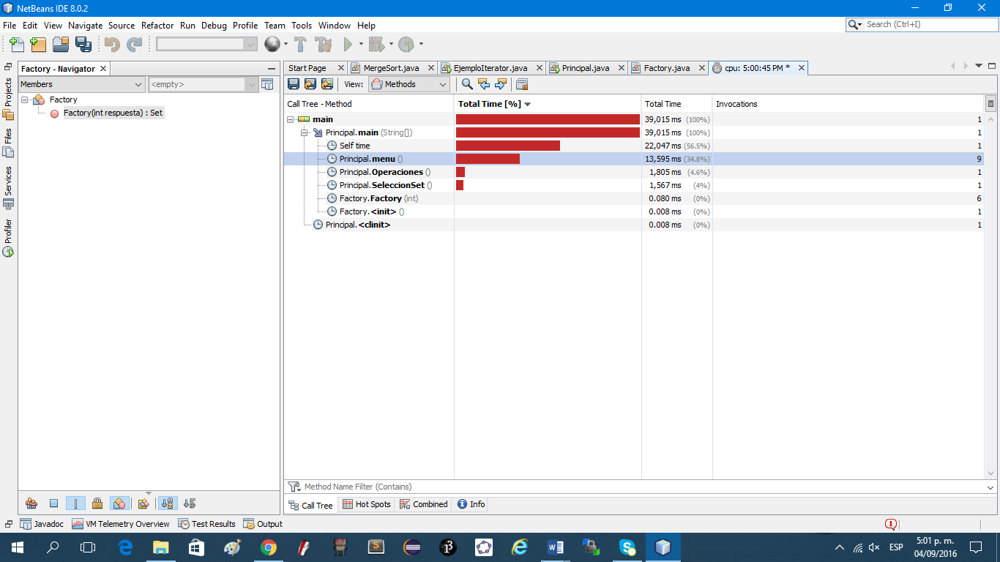 NetBeans IDE 8.0.2
File Edit View Navigate Source Refactor Run Debug Profile Team Tools Window Help
Search (Ctrl+I)
Projects
Files
Services
Profiler
Factory - Navigator
Members
<empty>
Factory
Factory(int respuesta) : Set
Start Page MergeSort.java EjemploIterator.java Principal.java Factory.java cpu: 5:00:45 PM *
View: Methods
Call Tree - Method Total Time [%] Total Time Invocations
main 39,015 ms (100%) 1
Principal.main (String[]) 39,015 ms (100%) 1
Self time 22,047 ms (56.5%) 1
Principal.menu () 13,595 ms (34.8%) 9
Principal.Operaciones () 1,805 ms (4.6%) 1
Principal.SeleccionSet () 1,567 ms (4%) 1
Factory.Factory (int) 0.080 ms (0%) 6
Factory.<init> () 0.008 ms (0%) 1
Principal.<clinit> 0.008 ms (0%) 1
Method Name Filter (Contains)
Call Tree Hot Spots Combined Info
Javadoc VM Telemetry Overview Test Results Output
1
ESP
5:01 p. m.
04/09/2016